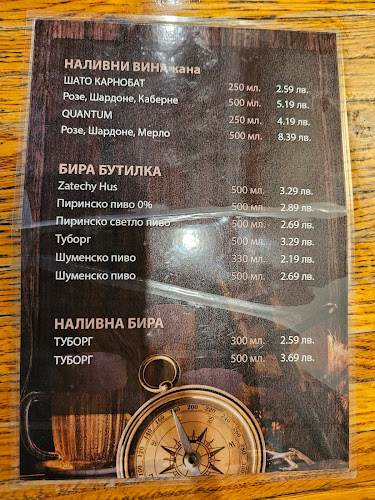 НАЛИВНИ ВИНА кана
ШАТО КАРНОБАТ 250 мл. 2.59 лв.
Розе, Шардоне, Каберне 500 мл. 5.19 лв.
QUANTUM 250 мл. 4.19 лв.
Розе, Шардоне, Мерло 500 мл. 8.39 лв.
БИРА БУТИЛКА
Zatechy Hus 500 мл. 3.29 лв.
Пиринско пиво 0% 500 мл. 2.89 лв.
Пиринско светло пиво 500 мл. 2.69 лв.
Туборг 500 мл. 3.29 лв.
Шуменско пиво 330 мл. 2.19 лв.
Шуменско пиво 500 мл. 2.69 лв.
НАЛИВНА БИРА
ТУБОРГ 300 мл. 2.59 лв.
ТУБОРГ 500 мл. 3.69 лв.